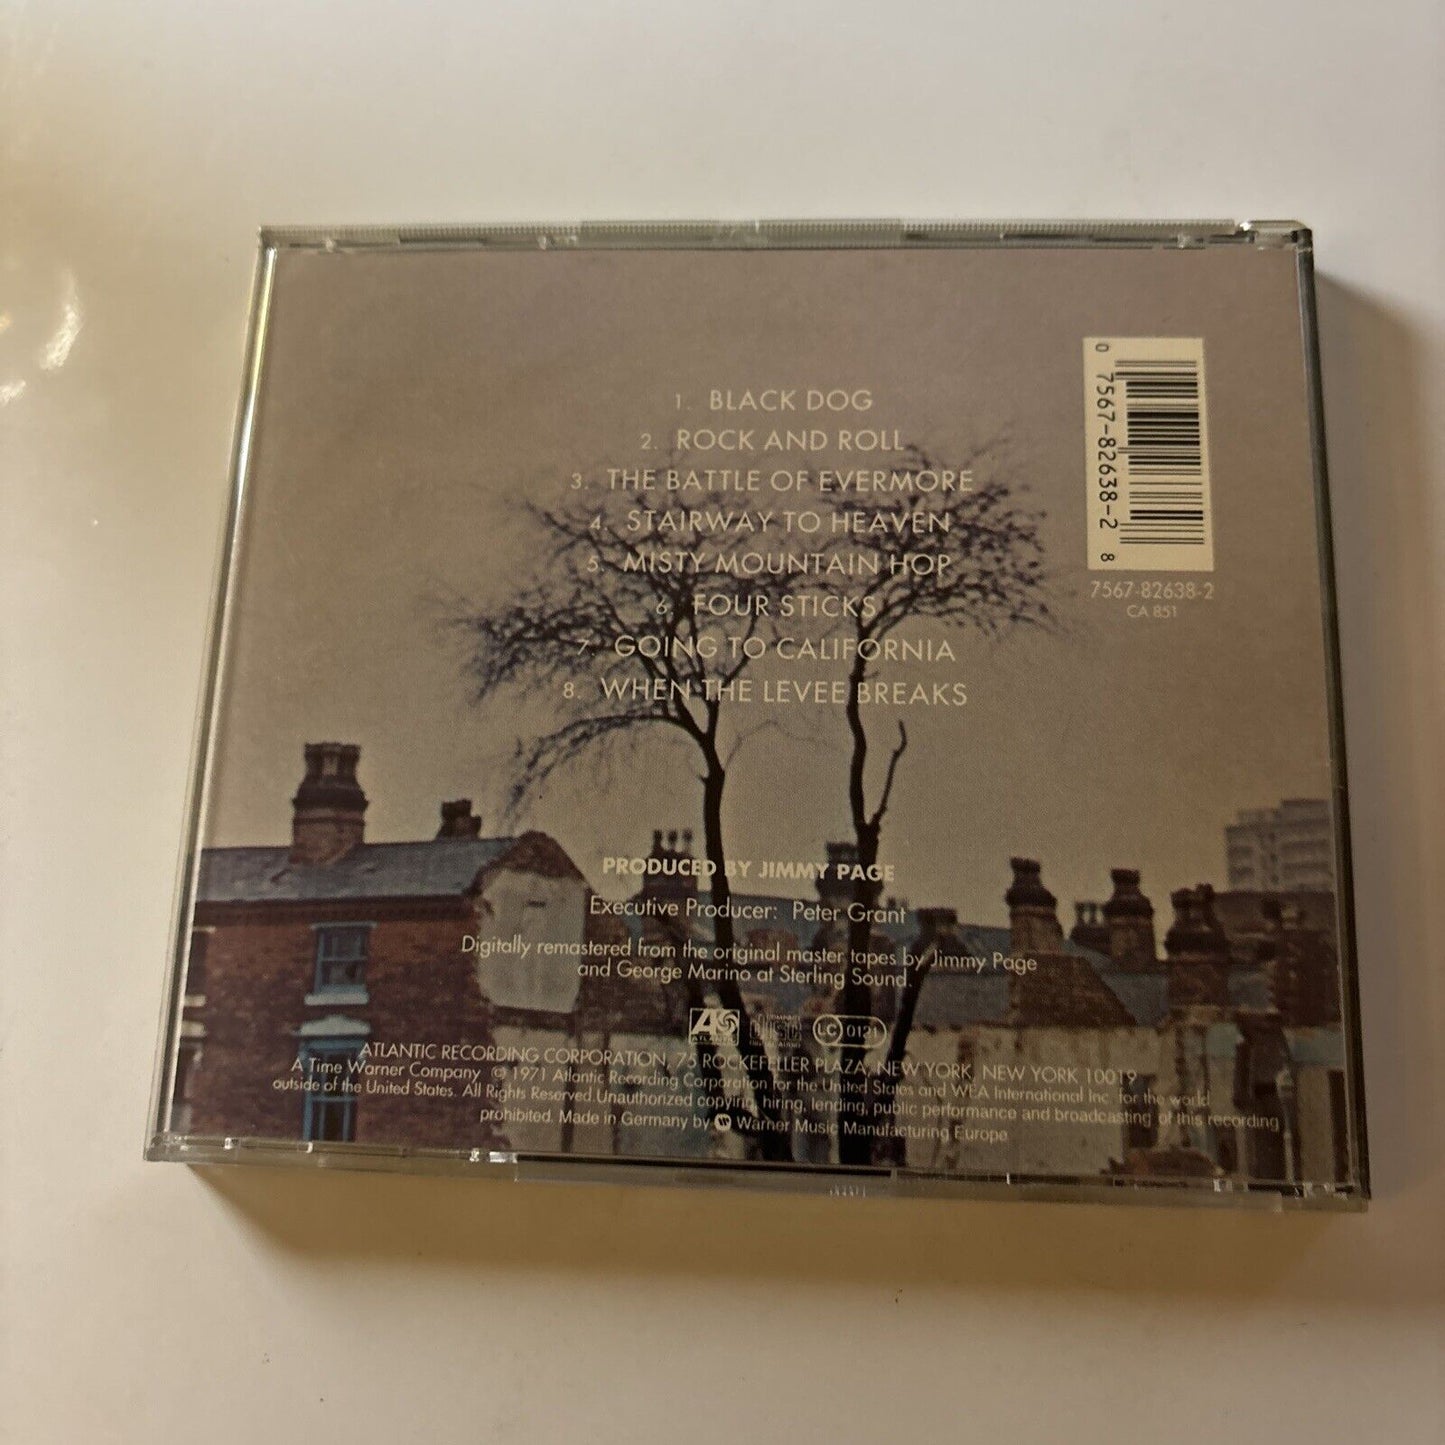 1. BLACK DOG
2. ROCK AND ROLL
3. THE BATTLE OF EVERMORE
4. STAIRWAY TO HEAVEN
5. MISTY MOUNTAIN HOP
6. FOUR STICKS
7. GOING TO CALIFORNIA
8. WHEN THE LEVEE BREAKS
0 7567-82638-2 8
7567-82638-2
CA 851
PRODUCED BY JIMMY PAGE
Executive Producer: Peter Grant
Digitally remastered from the original master tapes by Jimmy Page
and George Marino at Sterling Sound.
ATLANTIC
COMPACT
disc
DIGITAL AUDIO
LC 0121
ATLANTIC RECORDING CORPORATION, 75 ROCKEFELLER PLAZA, NEW YORK, NEW YORK 10019
A Time Warner Company © 1971 Atlantic Recording Corporation for the United States and WEA International Inc. for the world
outside of the United States. All Rights Reserved. Unauthorized copying, hiring, lending, public performance and broadcasting of this recording
prohibited. Made in Germany by Warner Music Manufacturing Europe